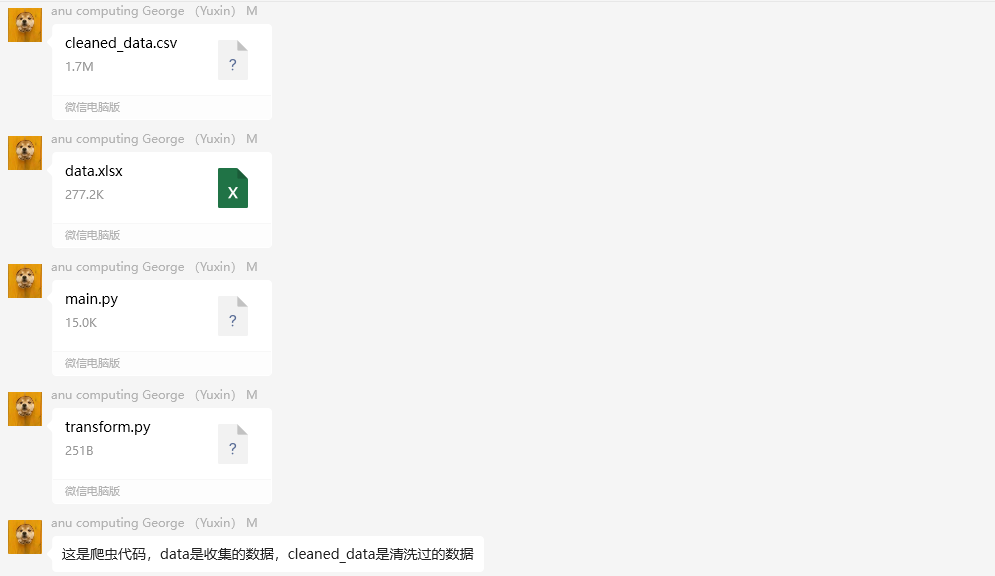 anu computing George （Yuxin） M
cleaned_data.csv
1.7M
?
微信电脑版
anu computing George （Yuxin） M
data.xlsx
277.2K
X
微信电脑版
anu computing George （Yuxin） M
main.py
15.0K
?
微信电脑版
anu computing George （Yuxin） M
transform.py
251B
?
微信电脑版
anu computing George （Yuxin） M
这是爬虫代码，data是收集的数据，cleaned_data是清洗过的数据